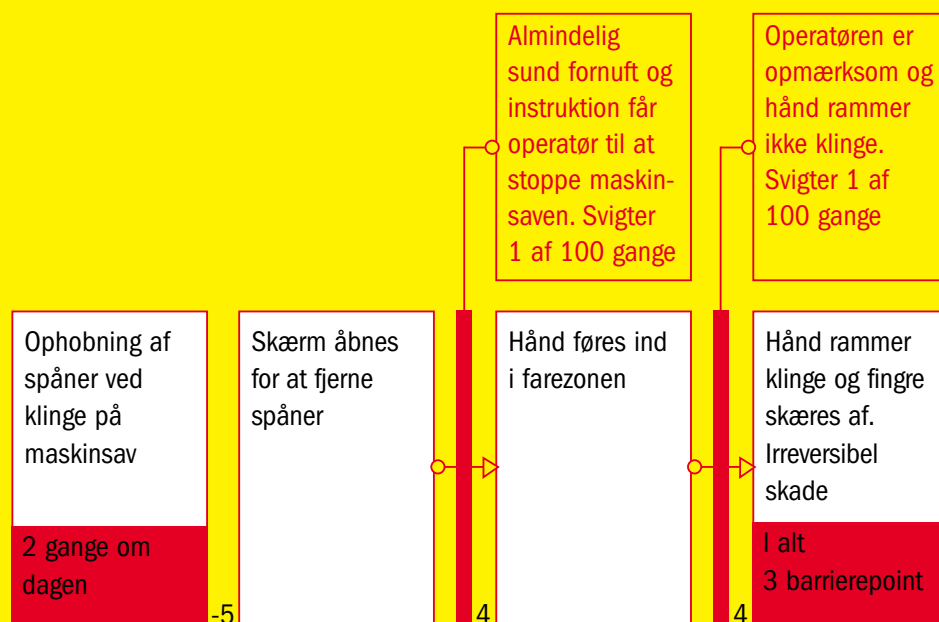 Almindelig
sund fornuft og
instruktion får
operatør til at
stoppe maskin-
saven. Svigter
1 af 100 gange
Operatøren er
opmærksom og
hånd rammer
ikke klinge.
Svigter 1 af
100 gange
Ophobning af
spåner ved
klinge på
maskinsav
2 gange om
dagen
-5
Skærm åbnes
for at fjerne
spåner
4
Hånd føres ind
i farezonen
4
Hånd rammer
klinge og fingre
skæres af.
Irreversibel
skade
I alt
3 barrierepoint